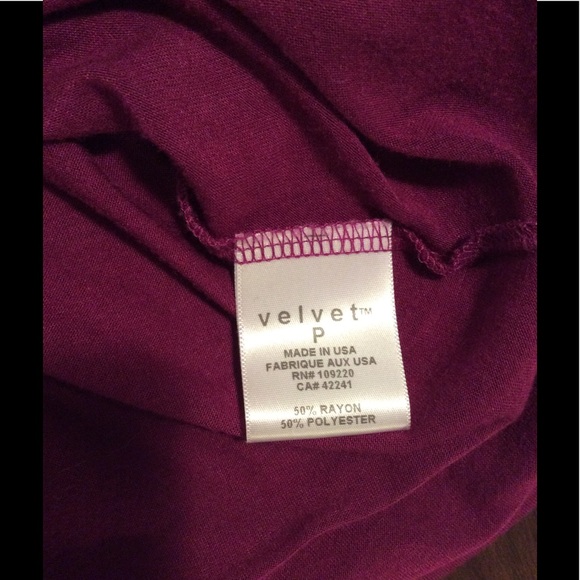 velvet™
P
MADE IN USA
FABRIQUE AUX USA
RN# 109220
CA# 42241
50% RAYON
50% POLYESTER